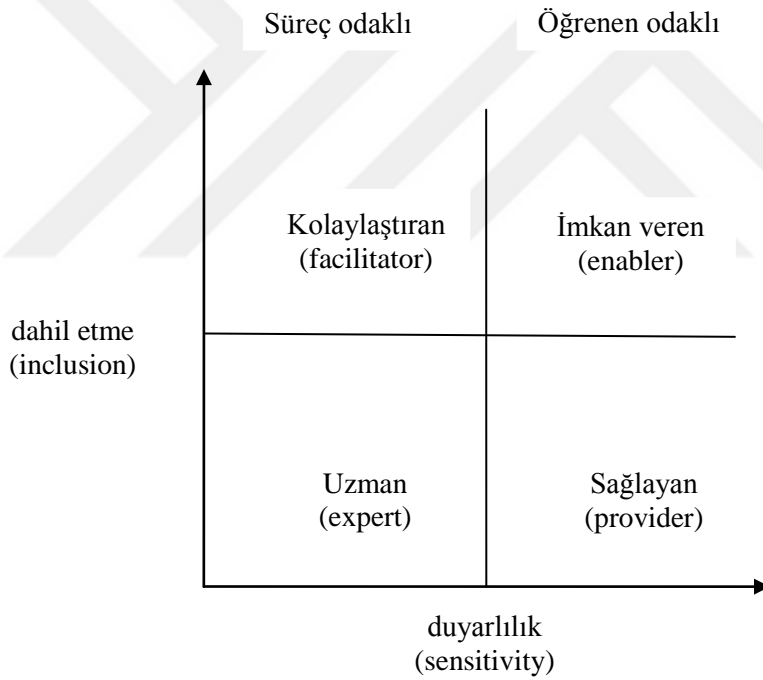 Süreç odaklı
Öğrenen odaklı
Kolaylaştıran
(facilitator)
İmkan veren
(enabler)
dahil etme
(inclusion)
Uzman
(expert)
Sağlayan
(provider)
duyarlılık
(sensitivity)